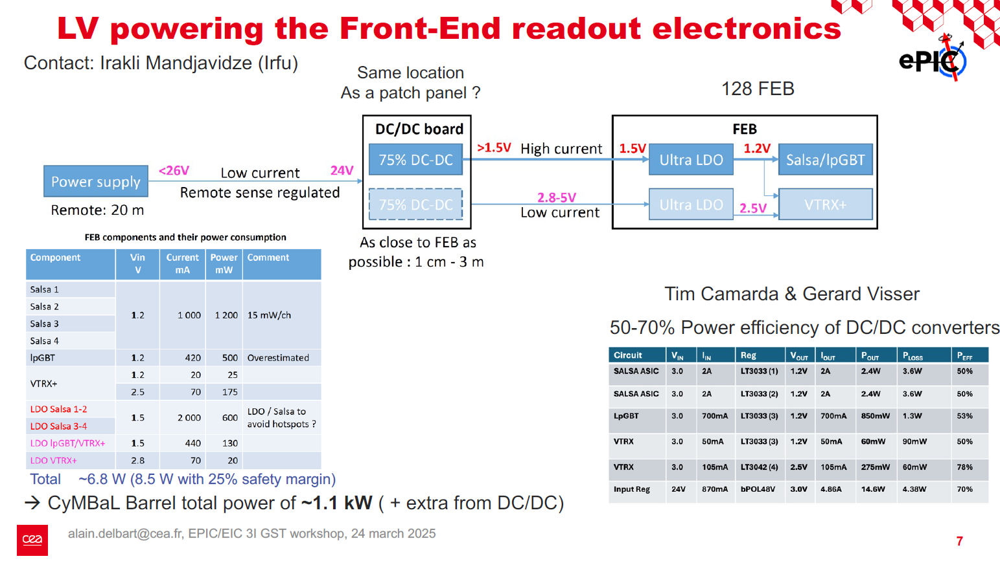 LV powering the Front-End readout electronics
Contact: Irakli Mandjavidze (Irfu)
ePIC
Same location
As a patch panel ?
128 FEB
DC/DC board
FEB
75% DC-DC
>1.5V High current 1.5V
Ultra LDO
1.2V
Salsa/lpGBT
Power supply
<26V Low current 24V
Remote sense regulated
Remote: 20 m
75% DC-DC
2.8-5V
Low current
Ultra LDO
2.5V
VTRX+
As close to FEB as
possible : 1 cm - 3 m
FEB components and their power consumption
Component Vin V Current mA Power mW Comment
Salsa 1
Salsa 2
Salsa 3
Salsa 4
1.2 1 000 1 200 15 mW/ch
lpGBT 1.2 420 500 Overestimated
VTRX+ 1.2 20 25
2.5 70 175
LDO Salsa 1-2
LDO Salsa 3-4
1.5 2 000 600 LDO / Salsa to
avoid hotspots ?
LDO lpGBT/VTRX+ 1.5 440 130
LDO VTRX+ 2.8 70 20
Total ~6.8 W (8.5 W with 25% safety margin)
→ CyMBaL Barrel total power of ~1.1 kW ( + extra from DC/DC)
Tim Camarda & Gerard Visser
50-70% Power efficiency of DC/DC converters
Circuit VIN IIN Reg VOUT IOUT POUT PLOSS PEFF
SALSA ASIC 3.0 2A LT3033 (1) 1.2V 2A 2.4W 3.6W 50%
SALSA ASIC 3.0 2A LT3033 (2) 1.2V 2A 2.4W 3.6W 50%
LpGBT 3.0 700mA LT3033 (3) 1.2V 700mA 850mW 1.3W 53%
VTRX 3.0 50mA LT3033 (3) 1.2V 50mA 60mW 90mW 50%
VTRX 3.0 105mA LT3042 (4) 2.5V 105mA 275mW 60mW 78%
Input Reg 24V 870mA bPOL48V 3.0V 4.86A 14.6W 4.38W 70%
cea
alain.delbart@cea.fr, EPIC/EIC 3I GST workshop, 24 march 2025
7